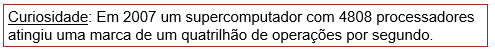 Curiosidade: Em 2007 um supercomputador com 4808 processadores
atingiu uma marca de um quatrilhão de operações por segundo.